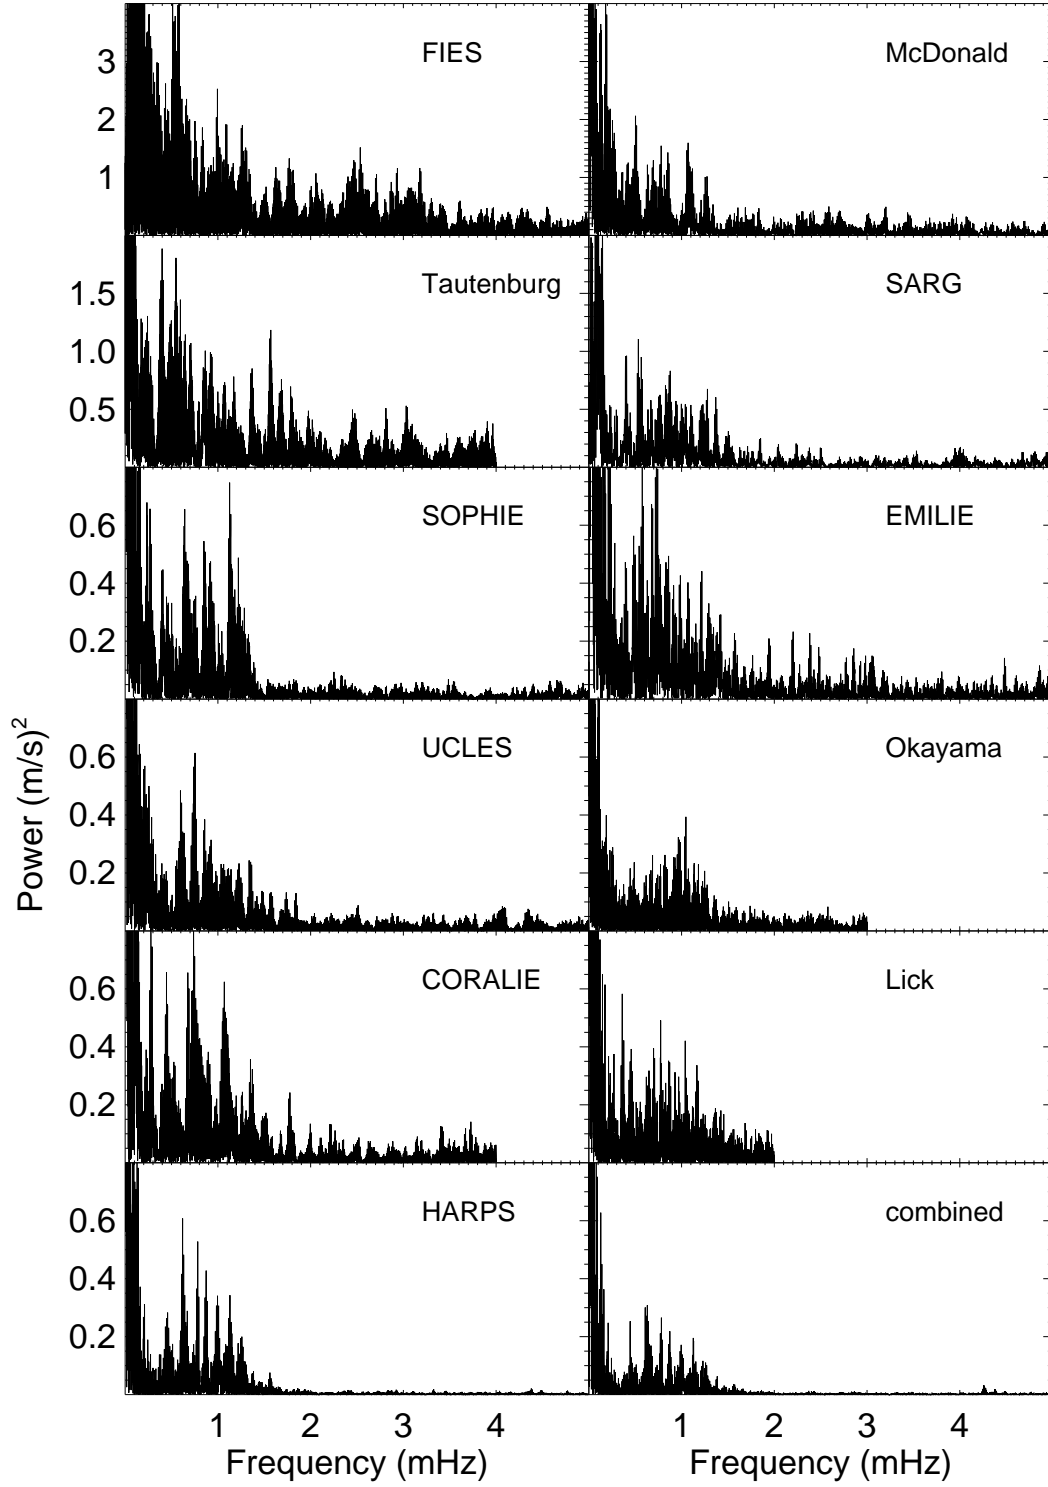 FIES
McDonald
3
2
1
Tautenburg
SARG
1.5
1.0
0.5
SOPHIE
EMILIE
0.6
0.4
0.2
UCLES
Okayama
0.6
0.4
0.2
Power (m/s)²
CORALIE
Lick
0.6
0.4
0.2
HARPS
combined
0.6
0.4
0.2
1 2 3 4 1 2 3 4
Frequency (mHz) Frequency (mHz)